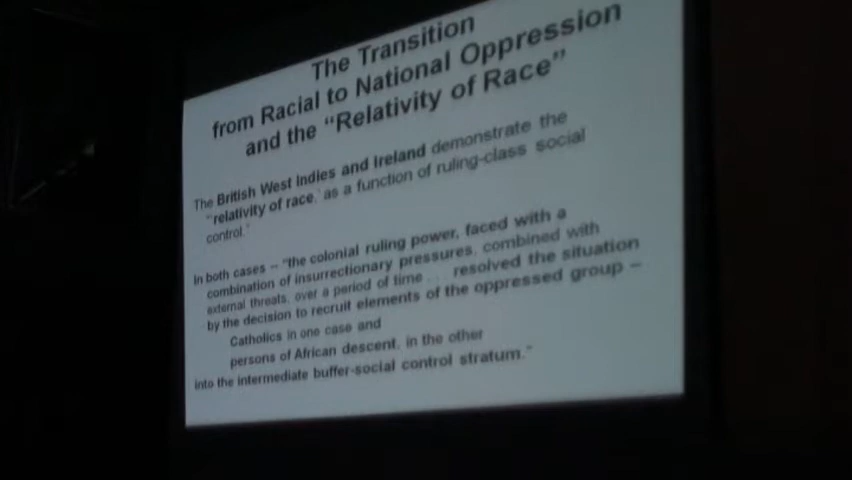 The Transition
from Racial to National Oppression
and the “Relativity of Race”
The British West Indies and Ireland demonstrate the
“relativity of race,’ as a function of ruling-class social
control.’
In both cases – “the colonial ruling power, faced with a
combination of insurrectionary pressures, combined with
external threats, over a period of time . . . resolved the situation
by the decision to recruit elements of the oppressed group –
Catholics in one case and
persons of African descent, in the other
into the intermediate buffer-social control stratum.”